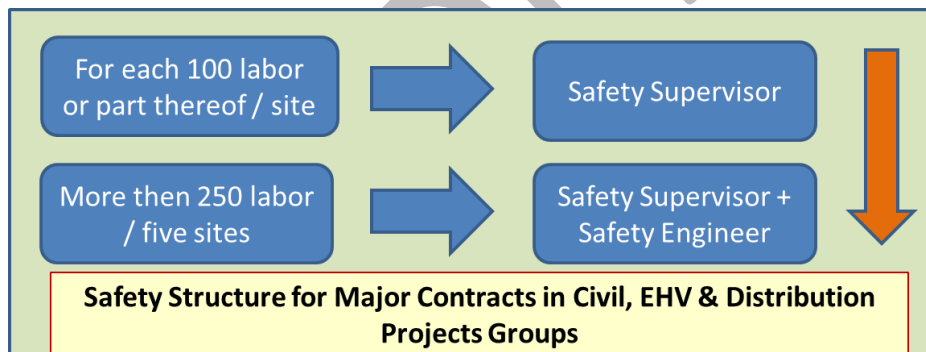 For each 100 labor
or part thereof / site
Safety Supervisor
More then 250 labor
/ five sites
Safety Supervisor +
Safety Engineer
Safety Structure for Major Contracts in Civil, EHV & Distribution
Projects Groups